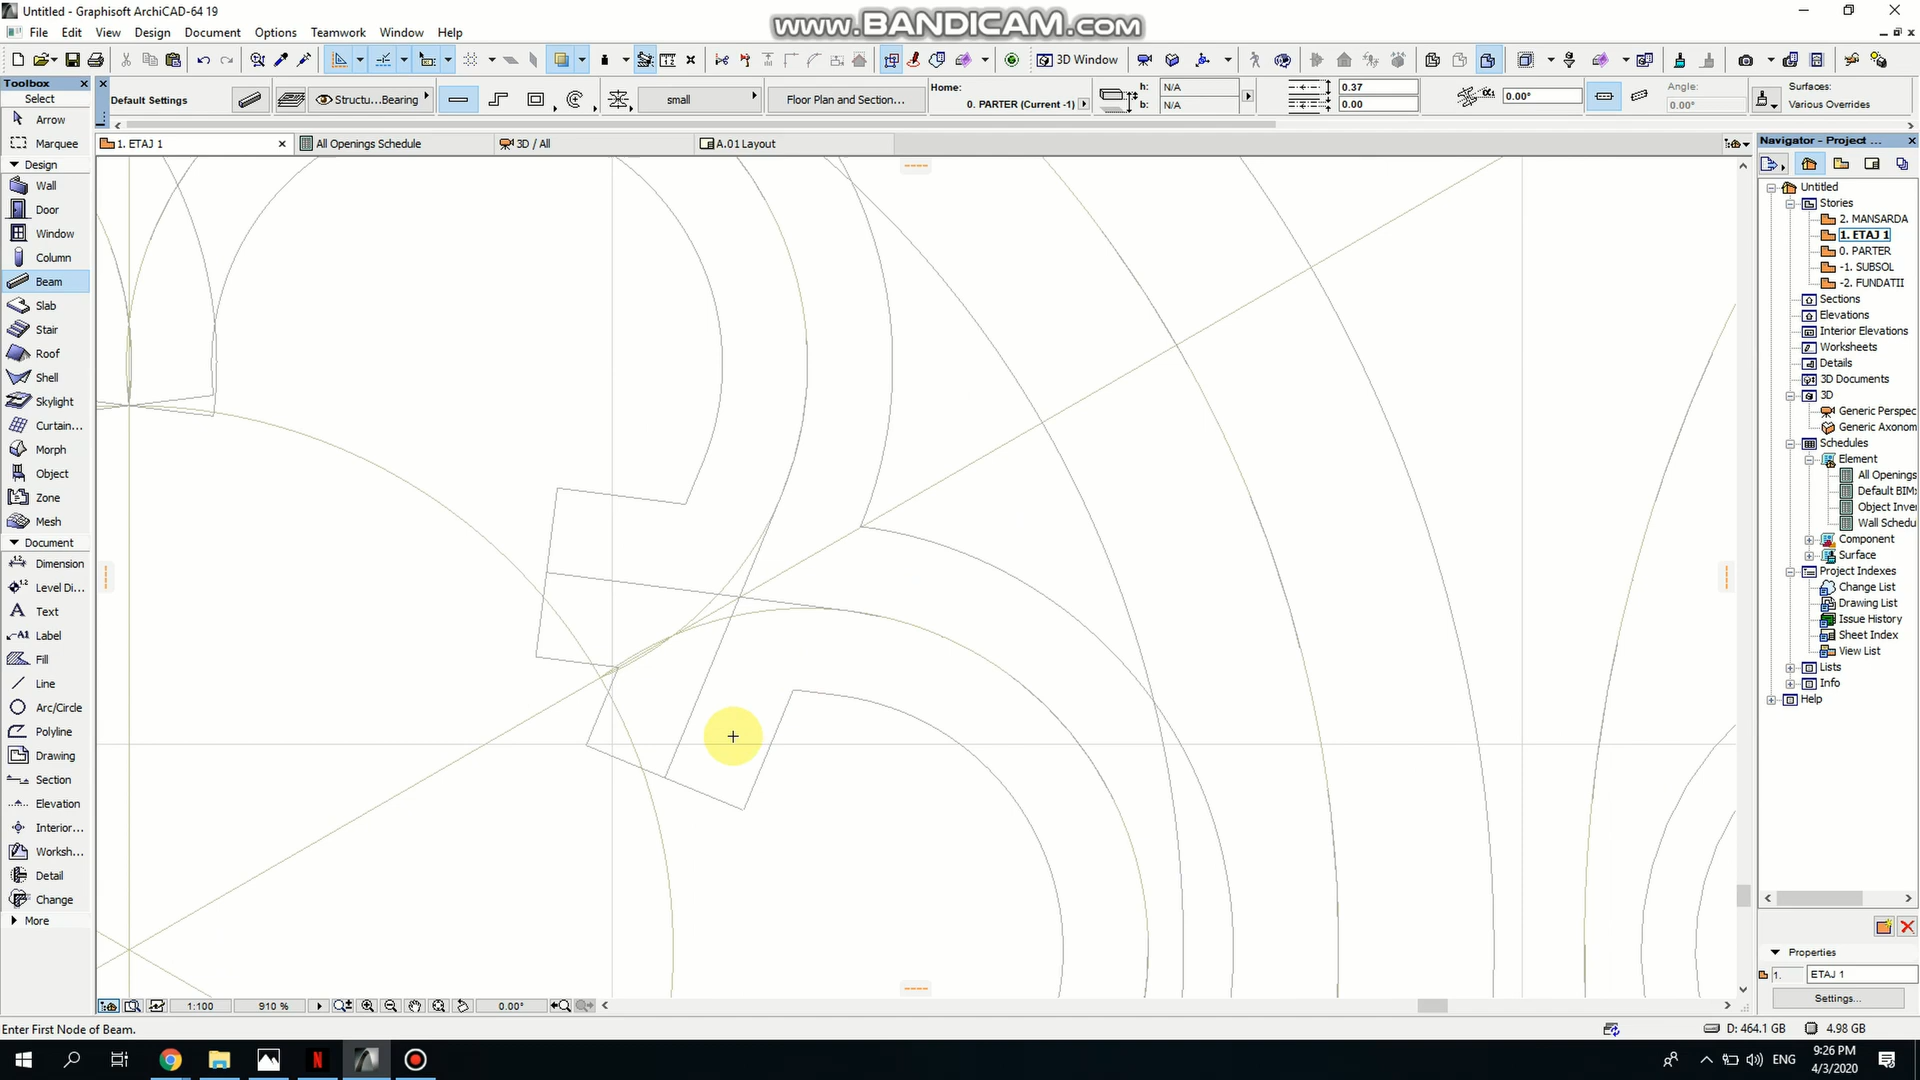 Untitled - Graphisoft ArchiCAD-64 19
www.BANDICAM.com
File Edit View Design Document Options Teamwork Window Help
3D Window
Toolbox
Select
Default Settings
Structu...Bearing
small
Floor Plan and Section...
Home:
0. PARTER (Current -1)
h:
N/A
b:
N/A
0.37
0.00
0.00°
Angle:
0.00°
Surfaces:
Various Overrides
1. ETAJ 1
All Openings Schedule
3D / All
A.01 Layout
Arrow
Marquee
Design
Wall
Door
Window
Column
Beam
Slab
Stair
Roof
Shell
Skylight
Curtain...
Morph
Object
Zone
Mesh
Document
Dimension
Level Di...
Text
Label
Fill
Line
Arc/Circle
Polyline
Drawing
Section
Elevation
Interior...
Worksh...
Detail
Change
More
Navigator - Project ...
Untitled
Stories
2. MANSARDA
1. ETAJ 1
0. PARTER
-1. SUBSOL
-2. FUNDATII
Sections
Elevations
Interior Elevations
Worksheets
Details
3D Documents
3D
Generic Perspec
Generic Axonom
Schedules
Element
All Openings
Default BIM
Object Inve
Wall Schedu
Component
Surface
Project Indexes
Change List
Drawing List
Issue History
Sheet Index
View List
Lists
Info
Help
Properties
1.
ETAJ 1
Settings...
1:100
910 %
0.00°
Enter First Node of Beam.
D: 464.1 GB
4.98 GB
ENG
9:26 PM
4/3/2020